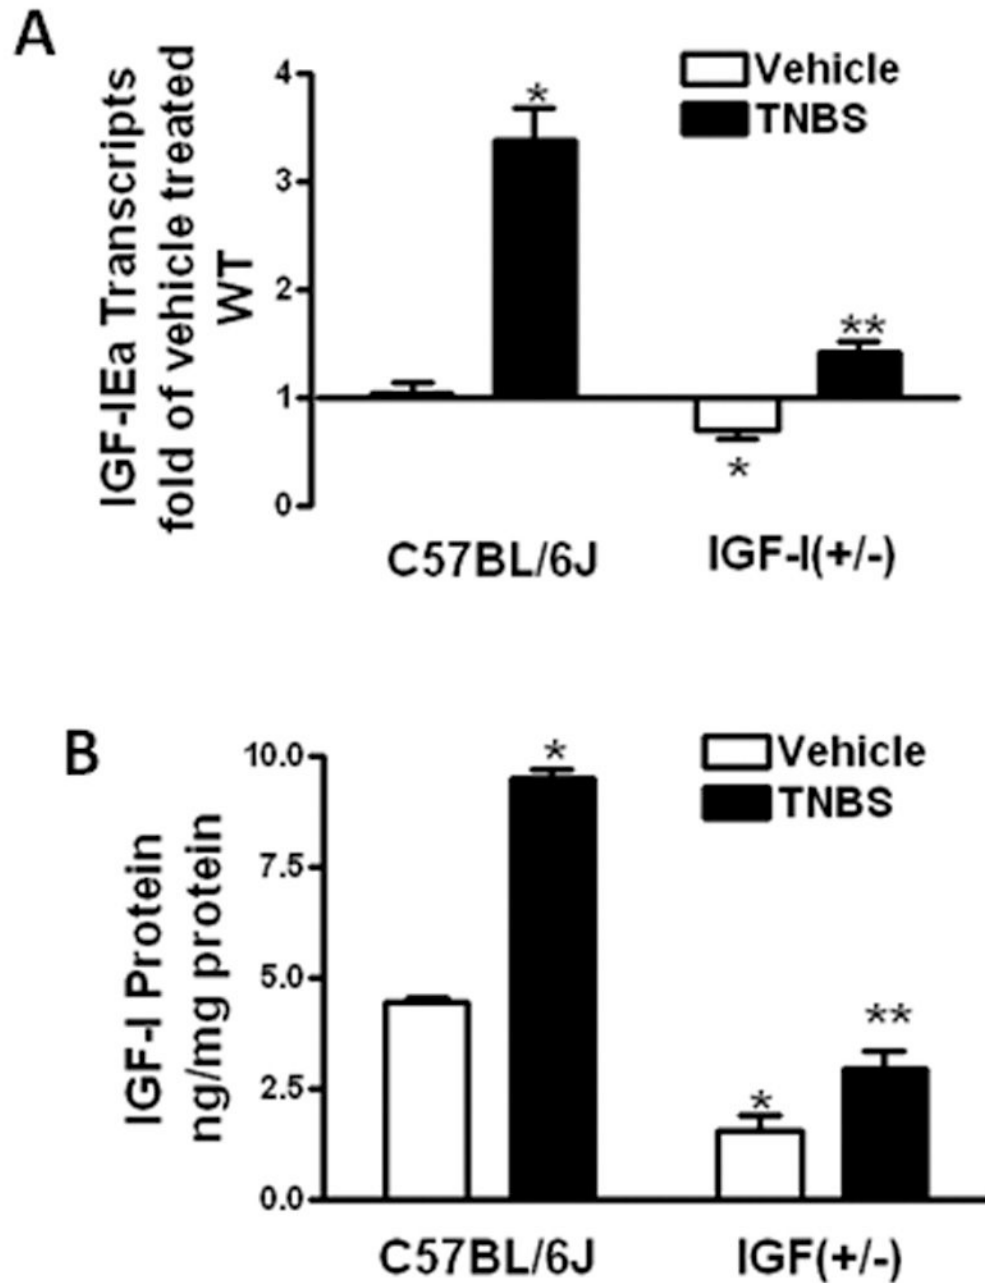 A
IGF-IEa Transcripts
fold of vehicle treated
WT
4
3
2
1
0
*
*
**
Vehicle
TNBS
C57BL/6J
IGF-I(+/-)
B
IGF-I Protein
ng/mg protein
10.0
7.5
5.0
2.5
0.0
*
*
**
Vehicle
TNBS
C57BL/6J
IGF(+/-)